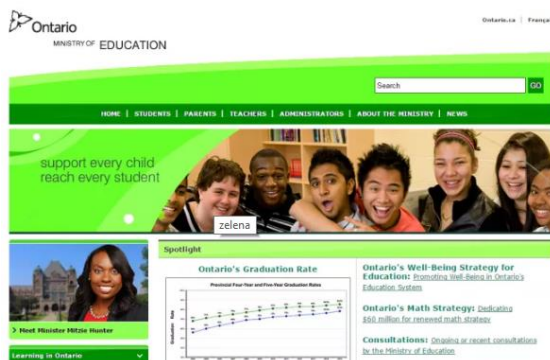 Ontario
Ontario.ca | França
MINISTRY OF EDUCATION
Search GO
HOME | STUDENTS | PARENTS | TEACHERS | ADMINISTRATORS | ABOUT THE MINISTRY | NEWS
support every child
reach every student
zelena
Spotlight
Ontario's Graduation Rate
Provincial Four-Year and Five-Year Graduation Rates
Graduation Rate
Meet Minister Mitzie Hunter
Learning in Ontario
Ontario's Well-Being Strategy for
Education: Promoting Well-Being in Ontario's
Education System
Ontario's Math Strategy: Dedicating
$60 million for renewed math strategy
Consultations: Ongoing or recent consultations
by the Ministry of Education